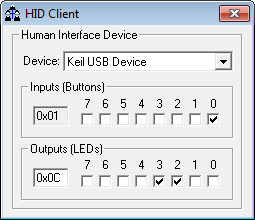 HID Client
Human Interface Device
Device: Keil USB Device
Inputs (Buttons)
7 6 5 4 3 2 1 0
0x01
Outputs (LEDs)
7 6 5 4 3 2 1 0
0x0C